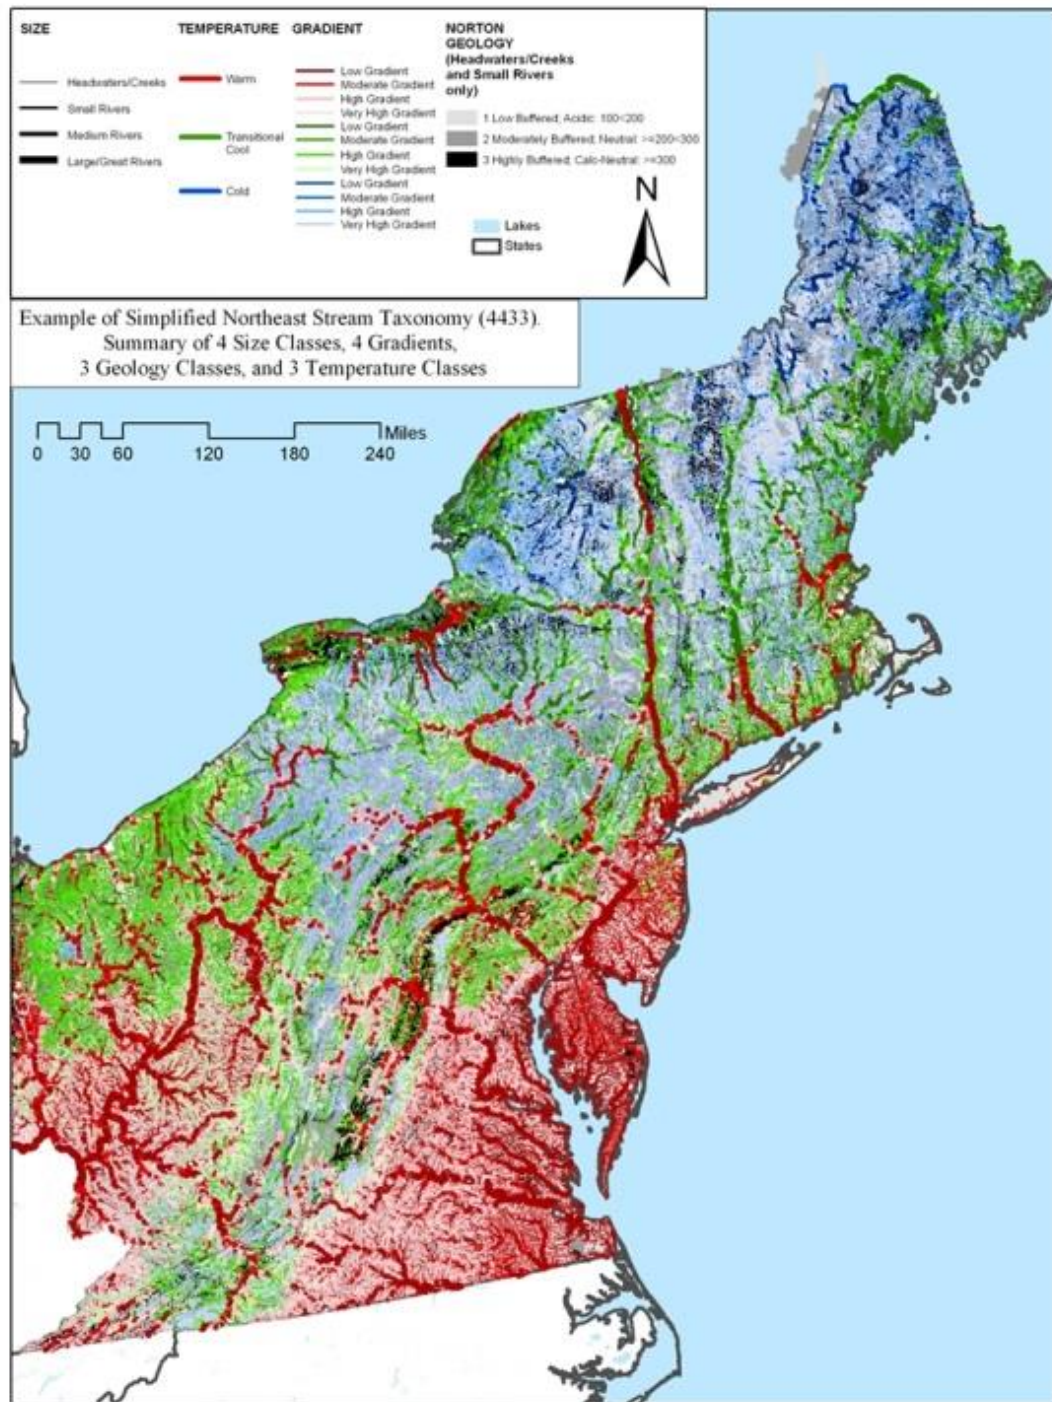 SIZE
Headwaters/Creeks
Small Rivers
Medium Rivers
Large/Great Rivers
TEMPERATURE
Warm
Transitional
Cool
Cold
GRADIENT
Low Gradient
Moderate Gradient
High Gradient
Very High Gradient
Low Gradient
Moderate Gradient
High Gradient
Very High Gradient
Low Gradient
Moderate Gradient
High Gradient
Very High Gradient
NORTON
GEOLOGY
(Headwaters/Creeks
and Small Rivers
only)
1 Low Buffered; Acidic: 100<200
2 Moderately Buffered; Neutral: >=200<300
3 Highly Buffered; Calc-Neutral: >=300
N
Lakes
States
Example of Simplified Northeast Stream Taxonomy (4433).
Summary of 4 Size Classes, 4 Gradients,
3 Geology Classes, and 3 Temperature Classes
Miles
0 30 60 120 180 240